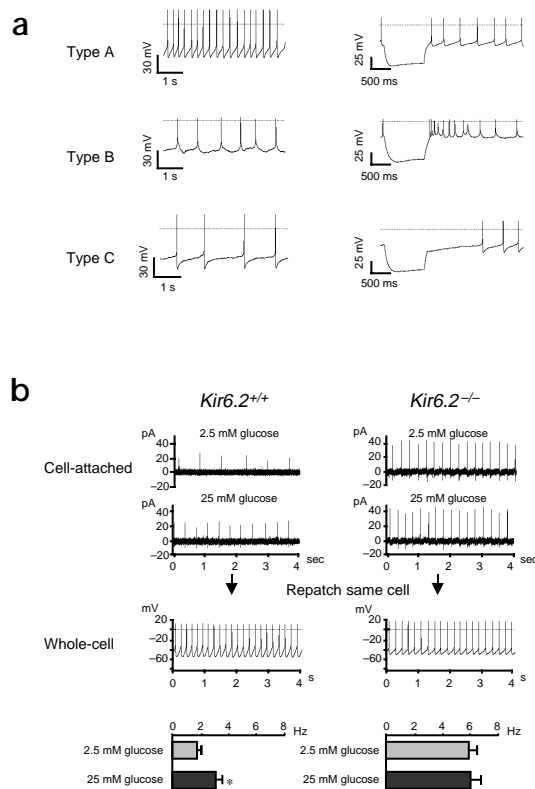 a
Type A
30 mV
1 s
25 mV
500 ms
Type B
30 mV
1 s
25 mV
500 ms
Type C
30 mV
1 s
25 mV
500 ms
b
Kir6.2+/+ Kir6.2–/–
Cell-attached
pA 2.5 mM glucose
40
20
0
–20
pA 2.5 mM glucose
40
20
0
–20
pA 25 mM glucose
40
20
0
–20
0 1 2 3 4 sec
pA 25 mM glucose
40
20
0
–20
0 1 2 3 4 sec
Repatch same cell
Whole-cell
mV
20
–20
–60
0 1 2 3 4 s
mV
20
–20
–60
0 1 2 3 4 s
0 2 4 6 8 Hz
2.5 mM glucose
25 mM glucose *
0 2 4 6 8 Hz
2.5 mM glucose
25 mM glucose